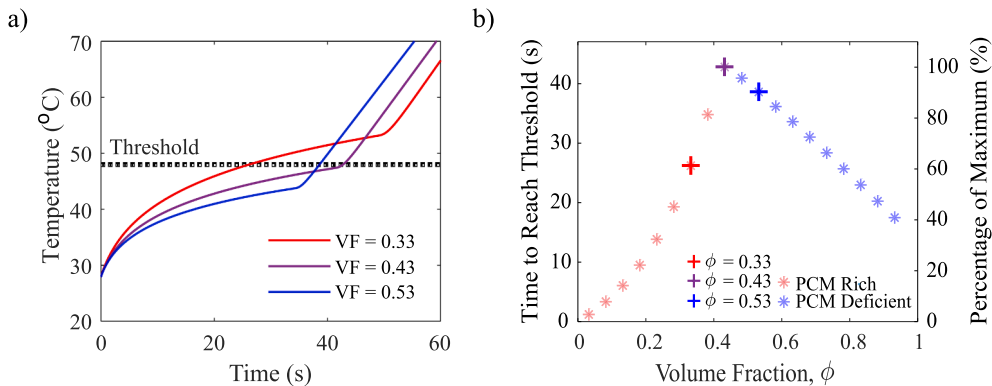 a)
Temperature (°C)
70
60
50
40
30
20
Threshold
VF = 0.33
VF = 0.43
VF = 0.53
0
20
40
60
Time (s)
b)
Time to Reach Threshold (s)
40
30
20
10
0
ϕ = 0.33
ϕ = 0.43
ϕ = 0.53
PCM Rich
PCM Deficient
0
0.2
0.4
0.6
0.8
1
Volume Fraction, ϕ
100
80
60
40
20
0
Percentage of Maximum (%)